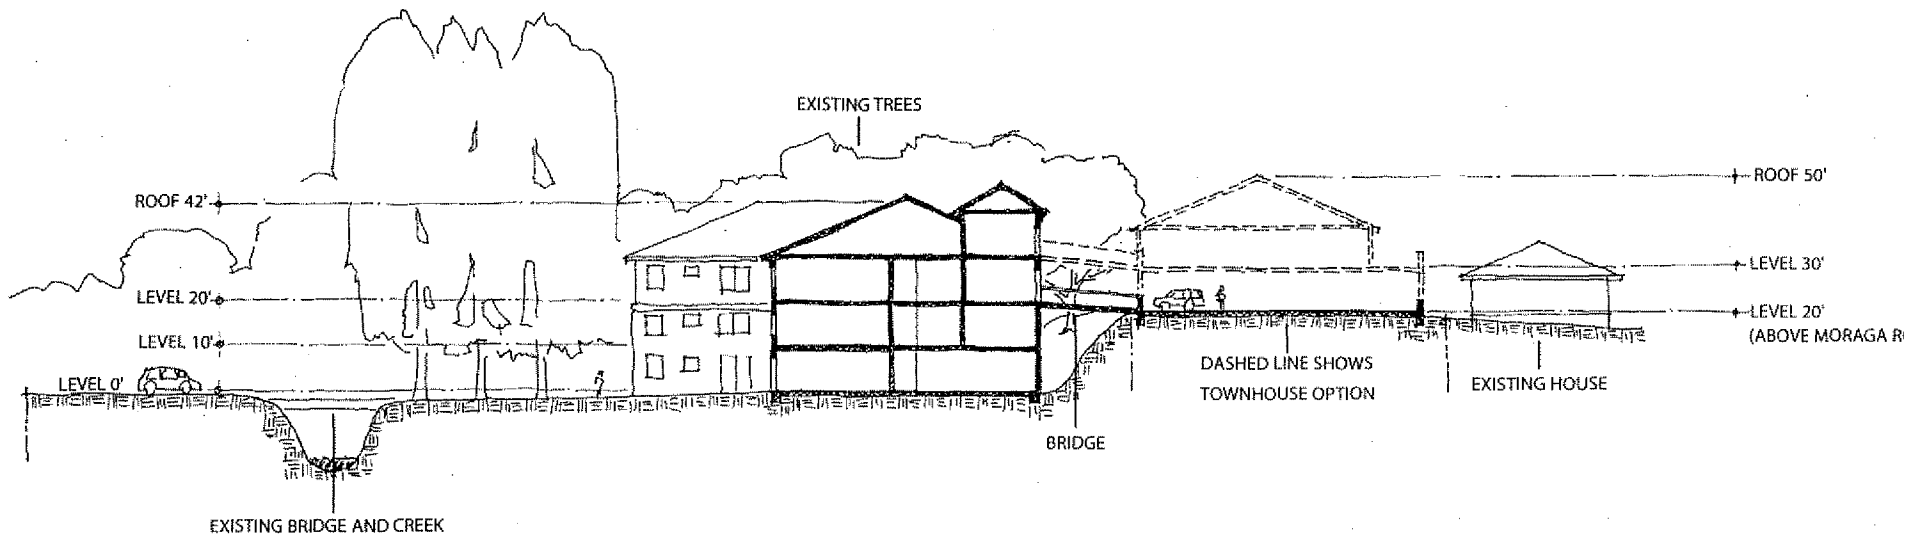 EXISTING TREES
ROOF 42'
ROOF 50'
LEVEL 30'
LEVEL 20'
LEVEL 20'
(ABOVE MORAGA
LEVEL 10'
LEVEL 0'
DASHED LINE SHOWS
TOWNHOUSE OPTION
EXISTING HOUSE
BRIDGE
EXISTING BRIDGE AND CREEK